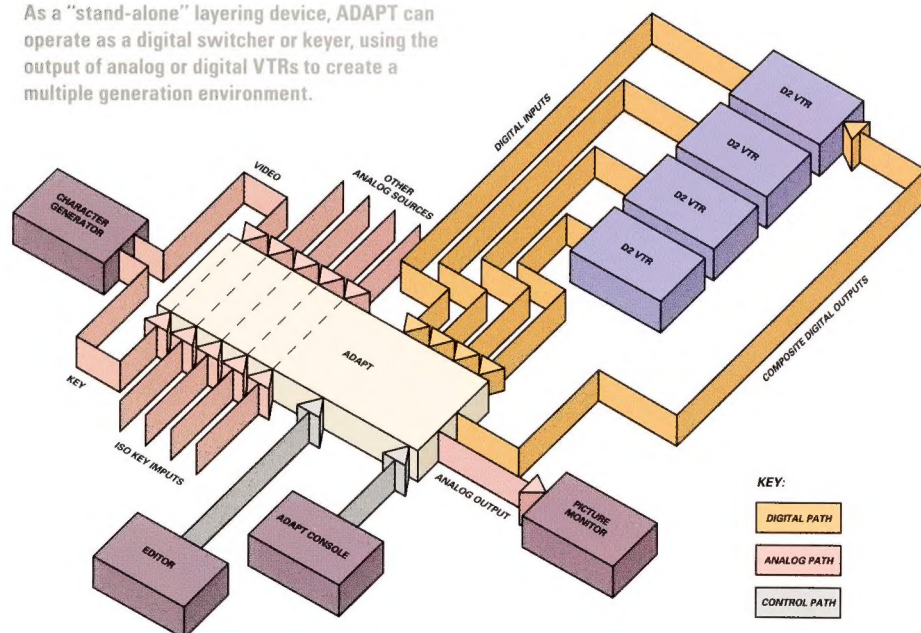 As a "stand-alone" layering device, ADAPT can
operate as a digital switcher or keyer, using the
output of analog or digital VTRs to create a
multiple generation environment.
D2 VTR
D2 VTR
D2 VTR
D2 VTR
DIGITAL INPUTS
VIDEO
OTHER
ANALOG SOURCES
CHARACTER
GENERATOR
ADAPT
KEY
ISO KEY IMPUTS
COMPOSITE DIGITAL OUTPUTS
ANALOG OUTPUT
EDITOR
ADAPT CONSOLE
PICTURE
MONITOR
KEY:
DIGITAL PATH
ANALOG PATH
CONTROL PATH